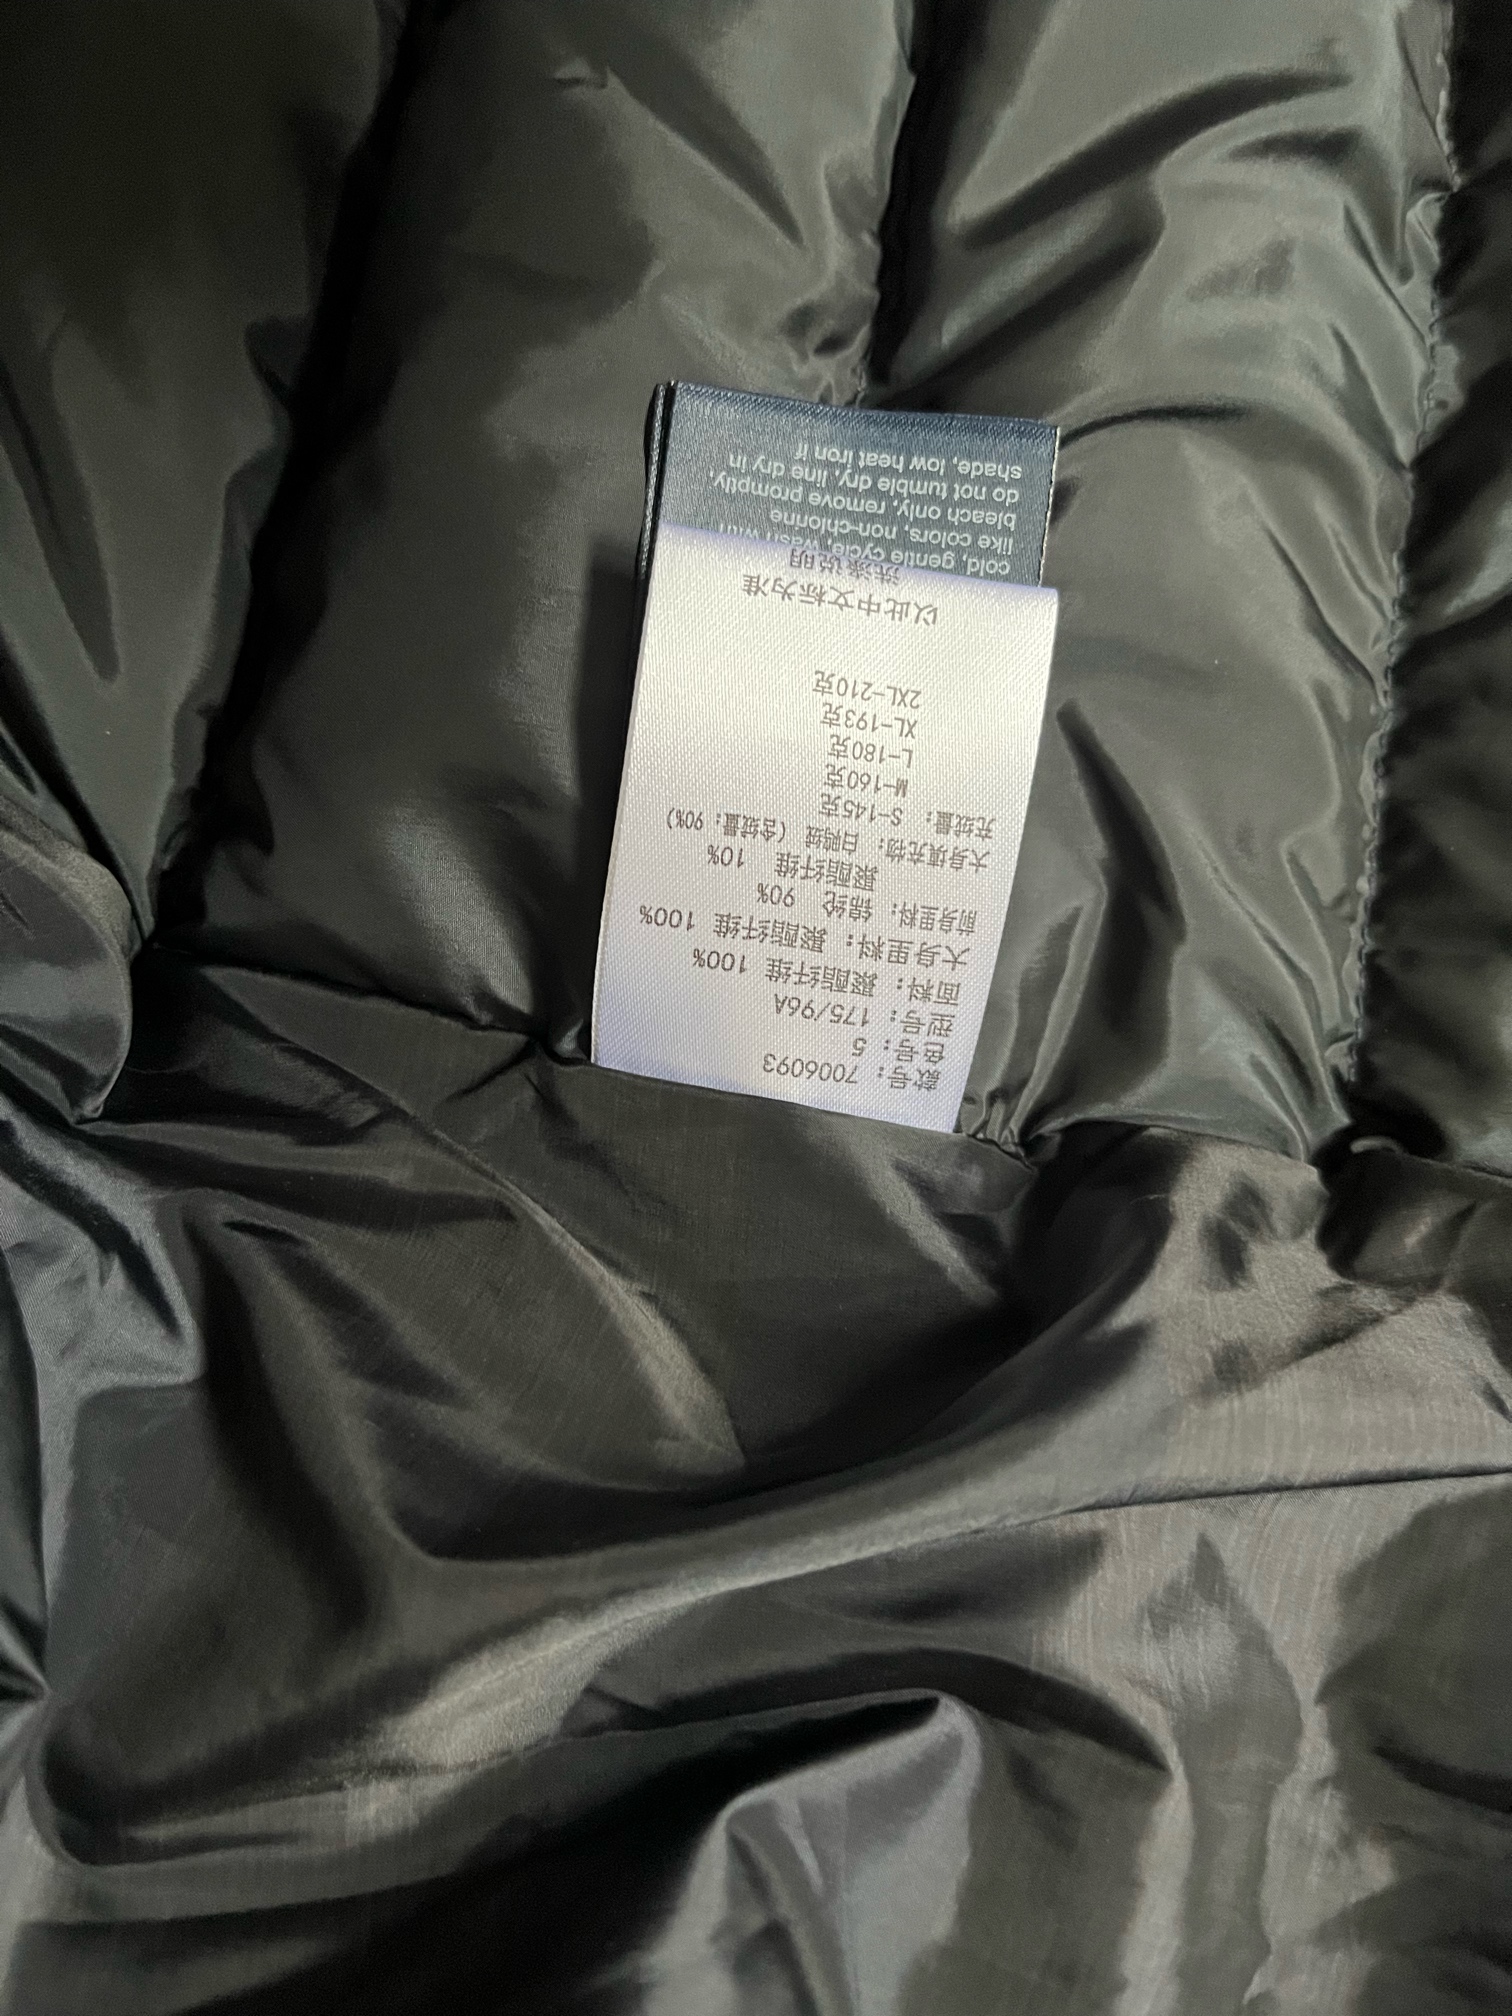 款号: 7006093
色号: 5
型号: 175/96A
面料: 聚酯纤维 100%
大身里料: 聚酯纤维 100%
前身里料: 锦纶 90%
聚酯纤维 10%
大身填充物: 白鸭绒 (含绒量: 90%)
充绒量: S-145克
M-160克
L-180克
XL-193克
2XL-210克
以此中文标为准
洗涤说明
cold, gentle cycle, wash with
like colors, non-chlorine
bleach only, remove promptly,
do not tumble dry, line dry in
shade, low heat iron if